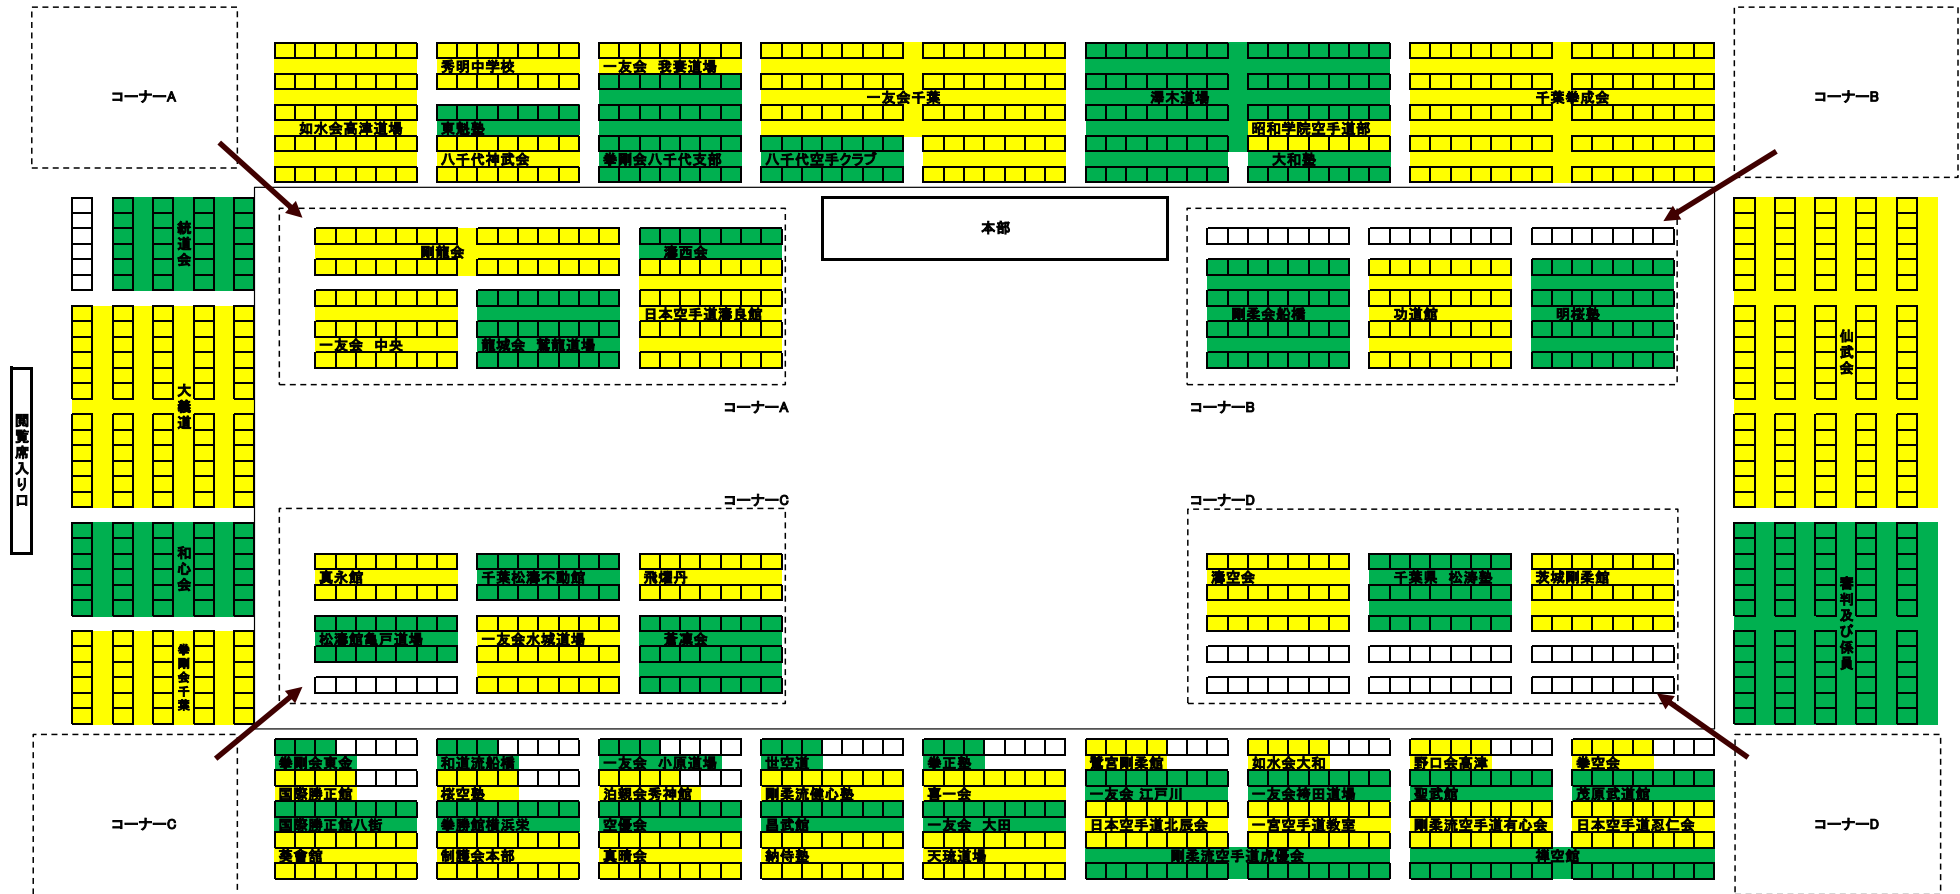 コーナーA
コーナーB
秀明中学校
一友会 我妻道場
一友会千葉
澤木道場
千葉拳成会
如水会高津道場
東魁塾
昭和学院空手道部
八千代神武会
拳剛会八千代支部
八千代空手クラブ
大和塾
統道会
大義道
和心会
拳剛会千葉
閲覧席入り口
本部
剛龍会
濤西会
日本空手道濤良館
一友会 中央
龍城会 鷲龍道場
コーナーA
剛柔会船橋
功道館
明桜塾
コーナーB
仙武会
審判及び係員
コーナーC
真永館
千葉松濤不動館
松濤館亀戸道場
一友会水城道場
蒼凛会
コーナーD
濤空会
千葉県 松涛塾
茨城剛柔館
拳剛会東金
和道流船橋
一友会 小原道場
世空道
拳正塾
鷲宮剛柔館
如水会大和
野口会高津
拳空会
国際勝正館
桜空塾
泊親会秀神館
剛柔流健心塾
喜一会
一友会 江戸川
一友会袴田道場
聖武館
茂原武道館
国際勝正館八街
拳勝館横浜栄
空優会
昌武館
一友会 大田
日本空手道北辰会
一宮空手道教室
剛柔流空手道有心会
日本空手道忍仁会
英會館
制護会本部
真晴会
納侍塾
天琉道場
剛柔流空手道虎優会
禅空館
コーナーC
コーナーD